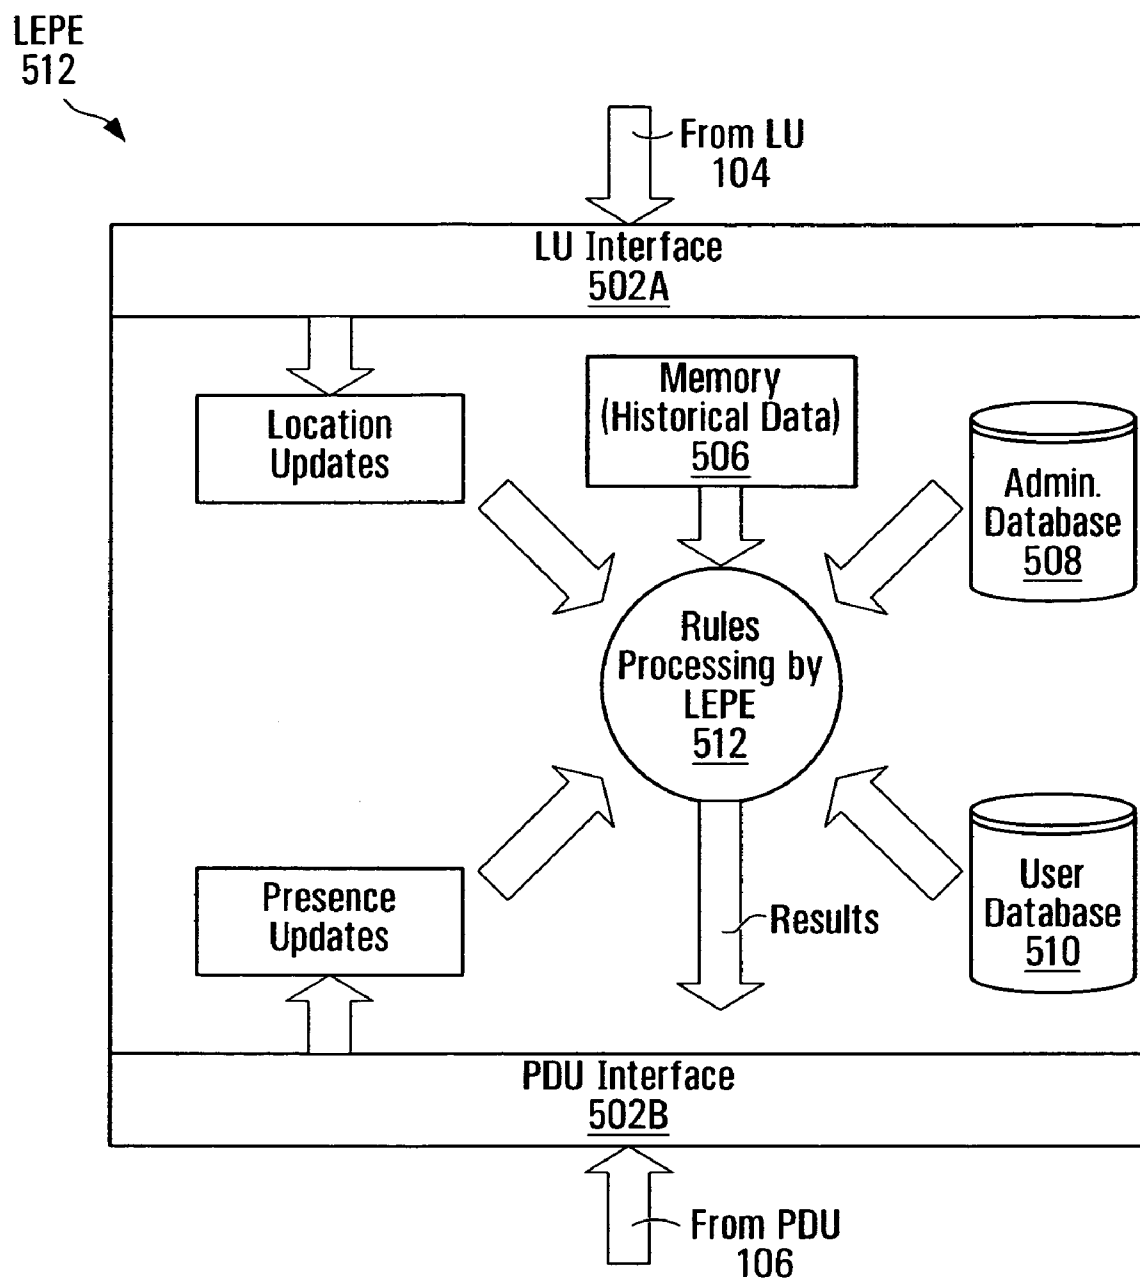 LEPE
512
From LU
104
LU Interface
502A
Location
Updates
Memory
(Historical Data)
506
Admin.
Database
508
Rules
Processing by
LEPE
512
Presence
Updates
Results
User
Database
510
PDU Interface
502B
From PDU
106